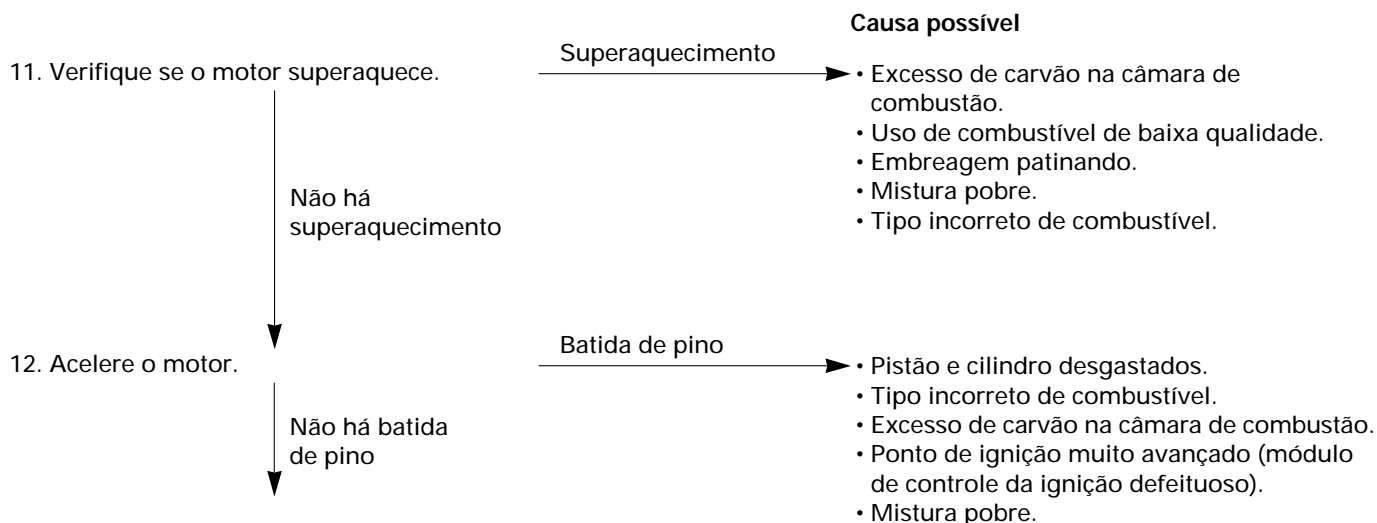 Causa possível
11. Verifique se o motor superaquece.
Superaquecimento
• Excesso de carvão na câmara de
combustão.
• Uso de combustível de baixa qualidade.
• Embreagem patinando.
• Mistura pobre.
• Tipo incorreto de combustível.
Não há
superaquecimento
12. Acelere o motor.
Batida de pino
• Pistão e cilindro desgastados.
• Tipo incorreto de combustível.
• Excesso de carvão na câmara de combustão.
• Ponto de ignição muito avançado (módulo
de controle da ignição defeituoso).
• Mistura pobre.
Não há batida
de pino